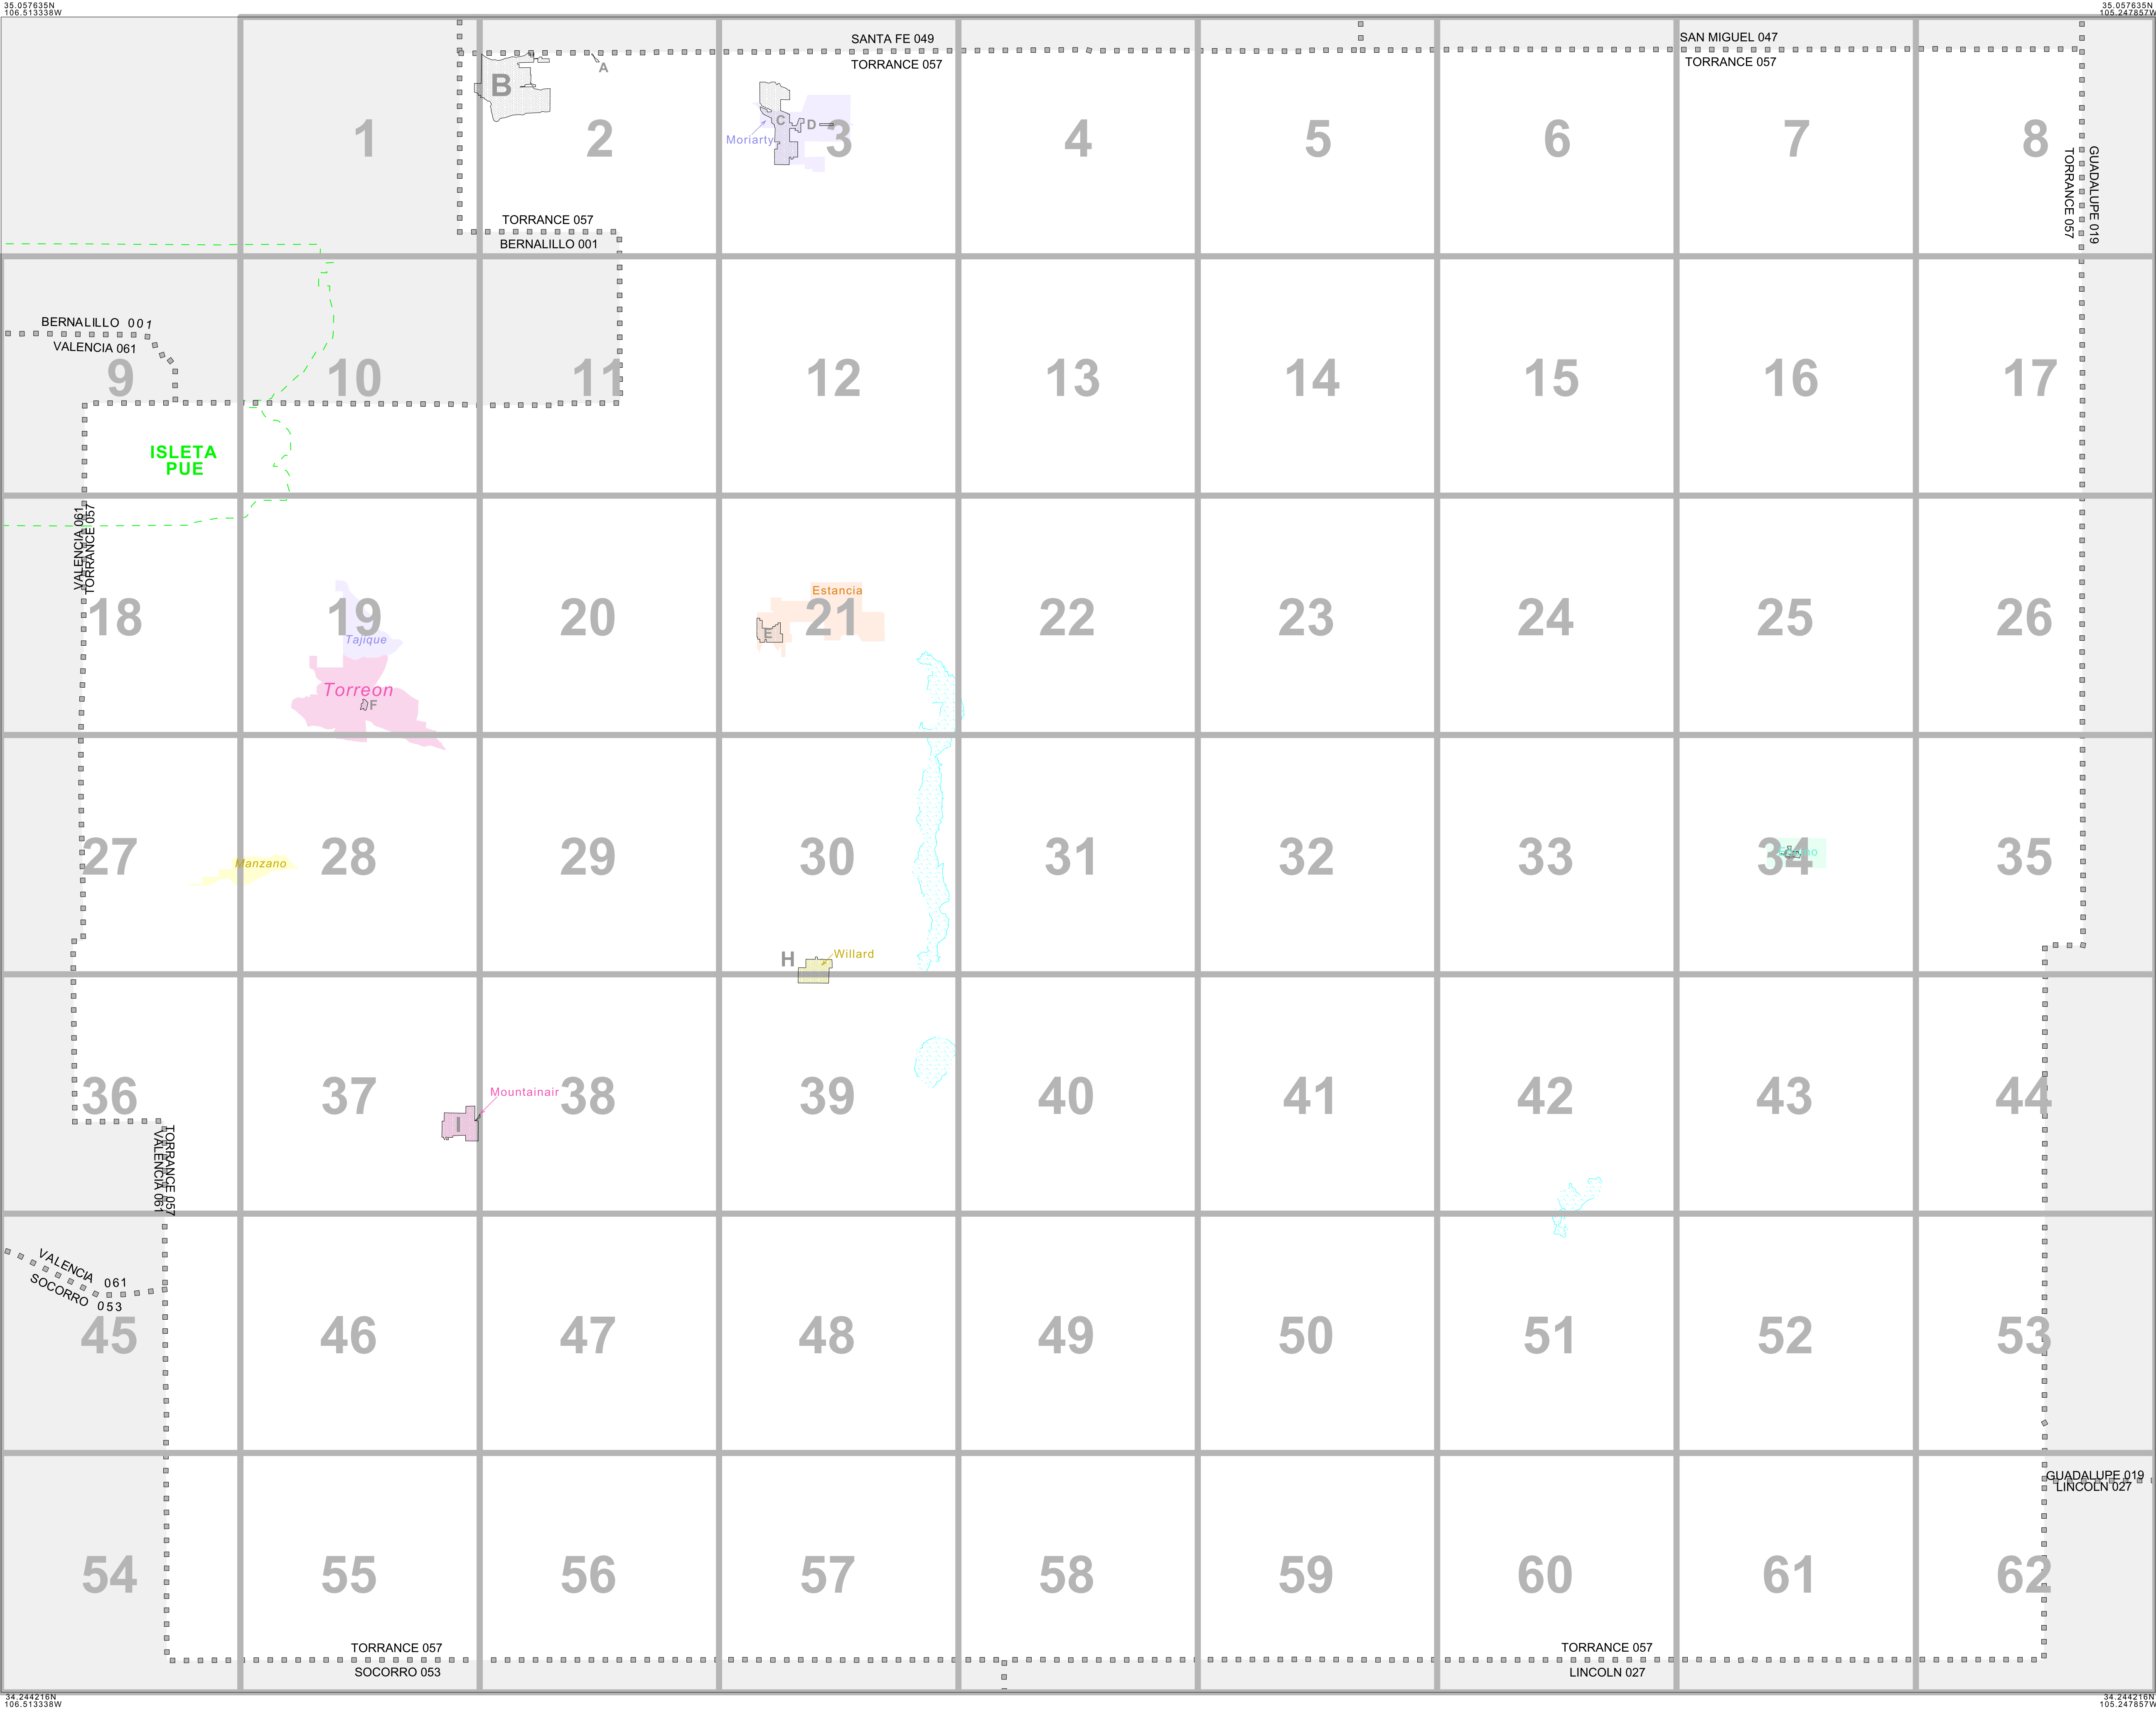 35.057635N
106.513338W
35.057635N
105.247857W
SANTA FE 049
TORRANCE 057
SAN MIGUEL 047
TORRANCE 057
B
A
C
D
Moriarty
1
2
3
4
5
6
7
8
GUADALUPE 019
TORRANCE 057
TORRANCE 057
BERNALILLO 001
BERNALILLO 001
VALENCIA 061
9
10
11
12
13
14
15
16
17
ISLETA
PUE
VALENCIA 061
TORRANCE 057
Estancia
E
18
19
20
21
22
23
24
25
26
Tajique
Torreon
F
27
Manzano
28
29
30
31
32
33
34
35
H
Willard
36
37
Mountainair
I
38
39
40
41
42
43
44
TORRANCE 057
VALENCIA 061
VALENCIA 061
SOCORRO 053
45
46
47
48
49
50
51
52
53
GUADALUPE 019
LINCOLN 027
54
55
56
57
58
59
60
61
62
TORRANCE 057
SOCORRO 053
TORRANCE 057
LINCOLN 027
34.244216N
106.513338W
34.244216N
105.247857W